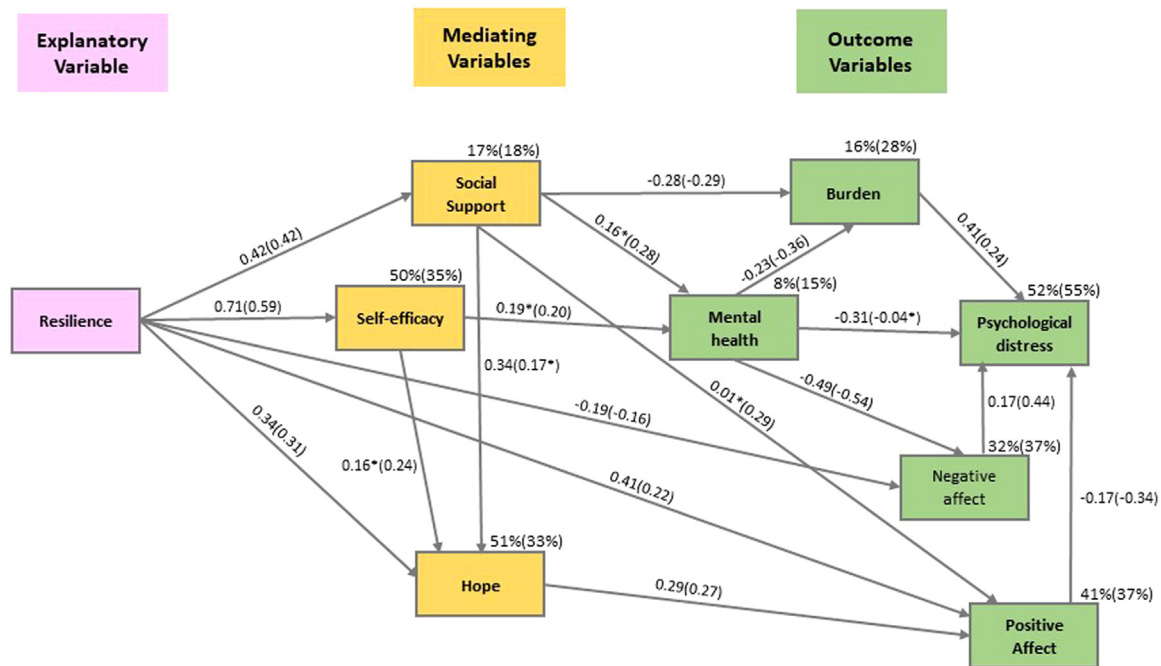 Explanatory
Variable
Mediating
Variables
Outcome
Variables
17%(18%)
16%(28%)
Social
Support
-0.28(-0.29)
Burden
0.42(0.42)
0.16*(0.28)
-0.23(-0.36)
0.41(0.24)
50%(35%)
8%(15%)
52%(55%)
Resilience
0.71(0.59)
Self-efficacy
0.19*(0.20)
Mental
health
-0.31(-0.04*)
Psychological
distress
0.34(0.17*)
0.01*(0.29)
-0.49(-0.54)
0.17(0.44)
0.34(0.31)
-0.19(-0.16)
32%(37%)
0.16*(0.24)
0.41(0.22)
Negative
affect
-0.17(-0.34)
51%(33%)
Hope
0.29(0.27)
41%(37%)
Positive
Affect